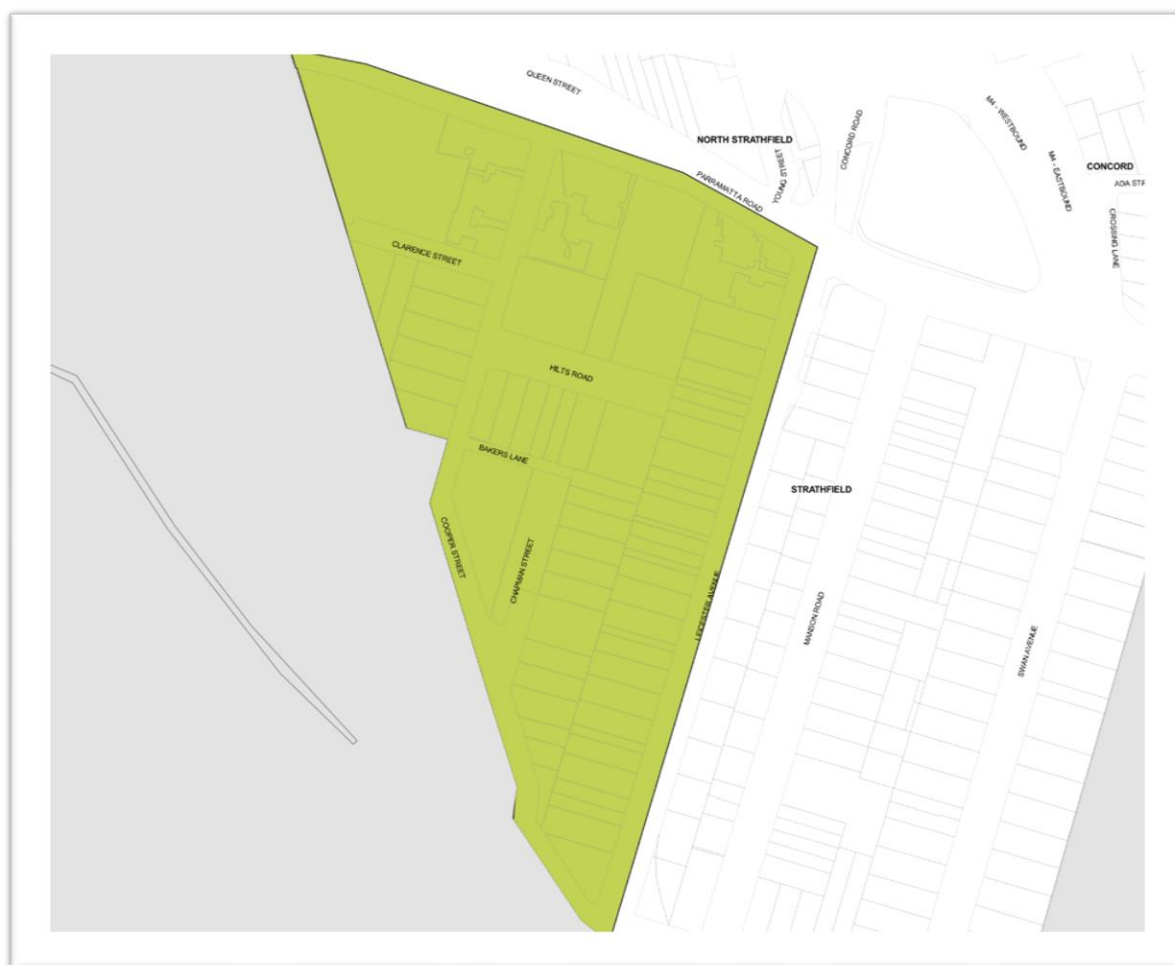 QUEEN STREET
NORTH STRATHFIELD
CONCORD ROAD
M4 - WESTBOUND
M4 - EASTBOUND
CONCORD
ADA STR
YOUNG STREET
PARRAMATTA ROAD
CROSSING LANE
CLARENCE STREET
HILTS ROAD
BAKERS LANE
STRATHFIELD
COOPER STREET
CHAPMAN STREET
LEICESTER AVENUE
MANSON ROAD
SWAN AVENUE